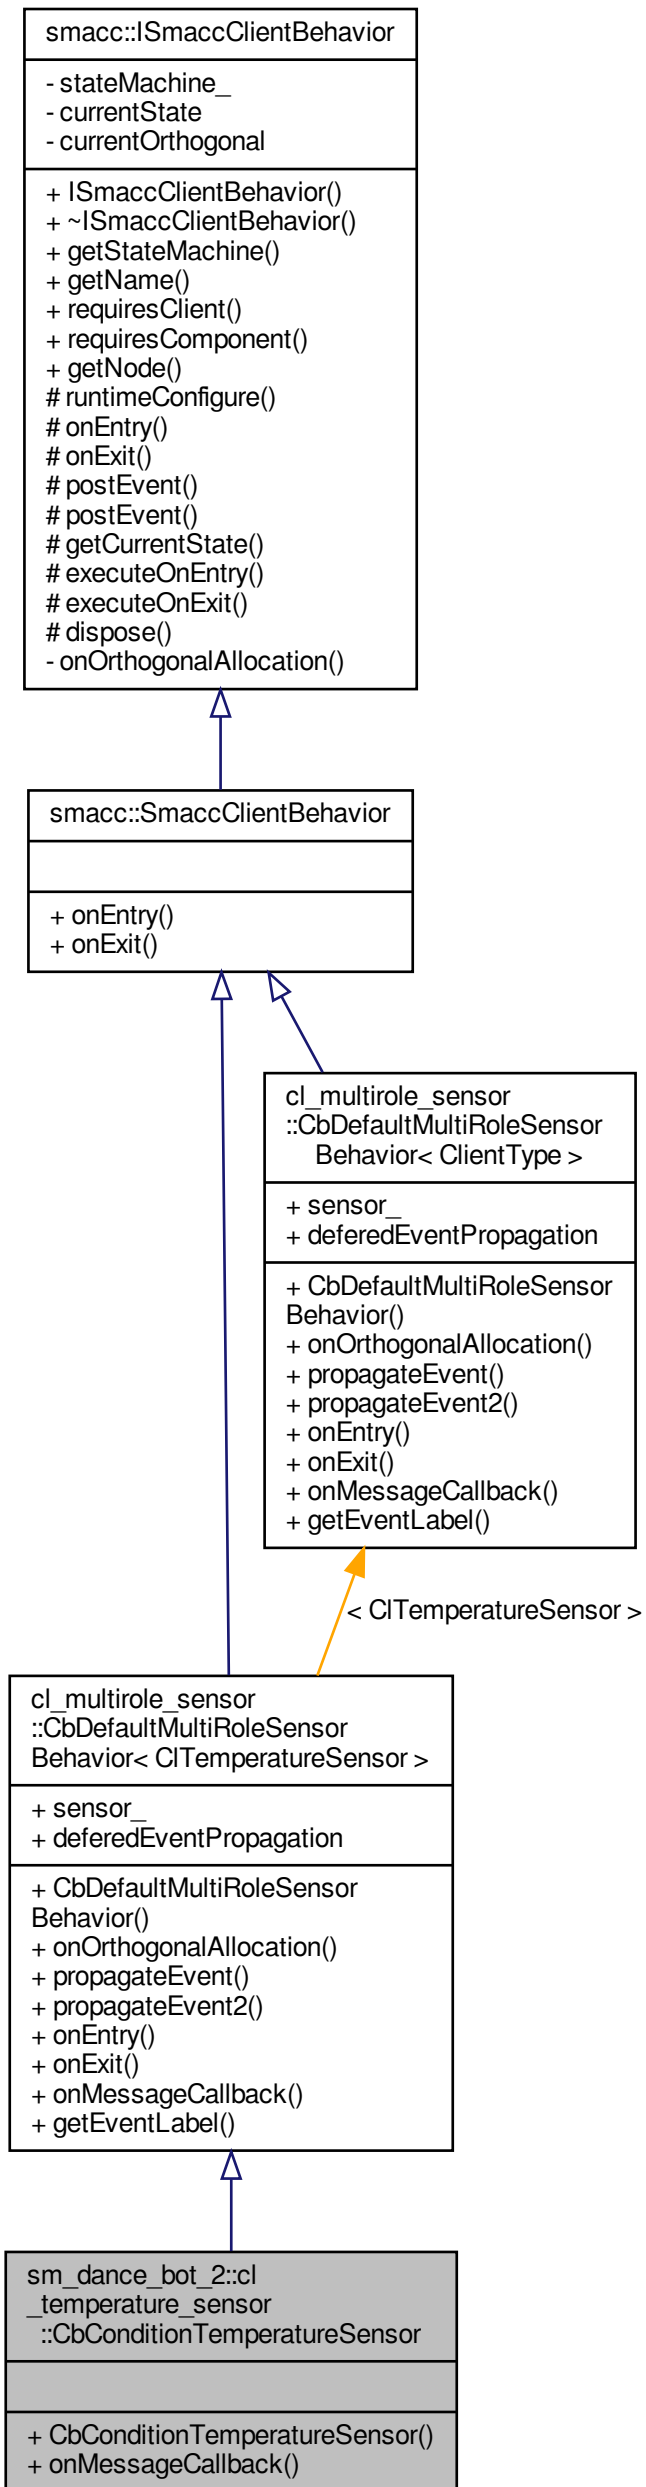 smacc::ISmaccClientBehavior
- stateMachine_
- currentState
- currentOrthogonal
+ ISmaccClientBehavior()
+ ~ISmaccClientBehavior()
+ getStateMachine()
+ getName()
+ requiresClient()
+ requiresComponent()
+ getNode()
# runtimeConfigure()
# onEntry()
# onExit()
# postEvent()
# postEvent()
# getCurrentState()
# executeOnEntry()
# executeOnExit()
# dispose()
- onOrthogonalAllocation()
smacc::SmaccClientBehavior
+ onEntry()
+ onExit()
cl_multirole_sensor
::CbDefaultMultiRoleSensor
Behavior< ClientType >
+ sensor_
+ deferedEventPropagation
+ CbDefaultMultiRoleSensor
Behavior()
+ onOrthogonalAllocation()
+ propagateEvent()
+ propagateEvent2()
+ onEntry()
+ onExit()
+ onMessageCallback()
+ getEventLabel()
< ClTemperatureSensor >
cl_multirole_sensor
::CbDefaultMultiRoleSensor
Behavior< ClTemperatureSensor >
+ sensor_
+ deferedEventPropagation
+ CbDefaultMultiRoleSensor
Behavior()
+ onOrthogonalAllocation()
+ propagateEvent()
+ propagateEvent2()
+ onEntry()
+ onExit()
+ onMessageCallback()
+ getEventLabel()
sm_dance_bot_2::cl
_temperature_sensor
::CbConditionTemperatureSensor
+ CbConditionTemperatureSensor()
+ onMessageCallback()